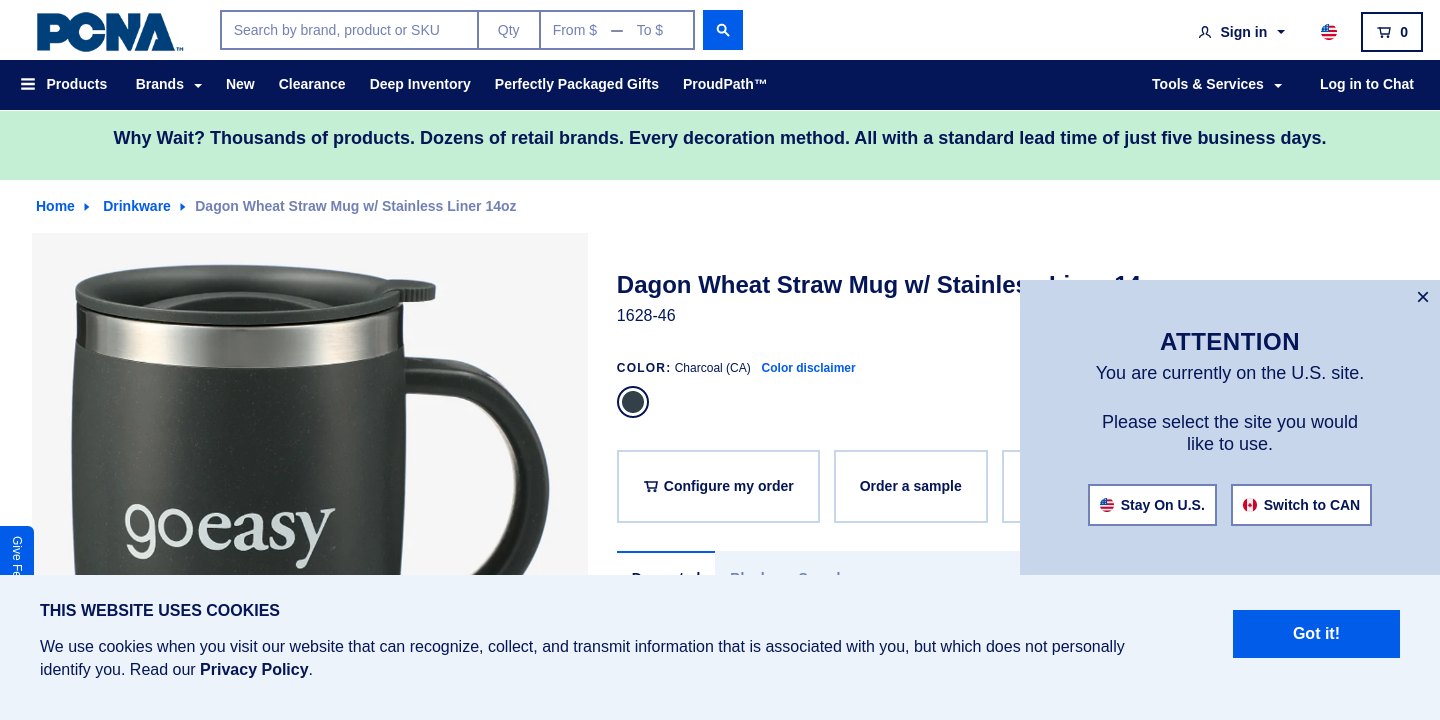 PCNA™
Search by brand, product or SKU
Qty
From $ — To $
Sign in
0
Products
Brands
New
Clearance
Deep Inventory
Perfectly Packaged Gifts
ProudPath™
Tools & Services
Log in to Chat
Why Wait? Thousands of products. Dozens of retail brands. Every decoration method. All with a standard lead time of just five business days.
Home
Drinkware
Dagon Wheat Straw Mug w/ Stainless Liner 14oz
goeasy
Dagon Wheat Straw Mug w/ Stainless Liner 14
1628-46
COLOR: Charcoal (CA) Color disclaimer
Configure my order
Order a sample
×
ATTENTION
You are currently on the U.S. site.
Please select the site you would
like to use.
Stay On U.S.
Switch to CAN
Give
THIS WEBSITE USES COOKIES
We use cookies when you visit our website that can recognize, collect, and transmit information that is associated with you, but which does not personally
identify you. Read our Privacy Policy.
Got it!